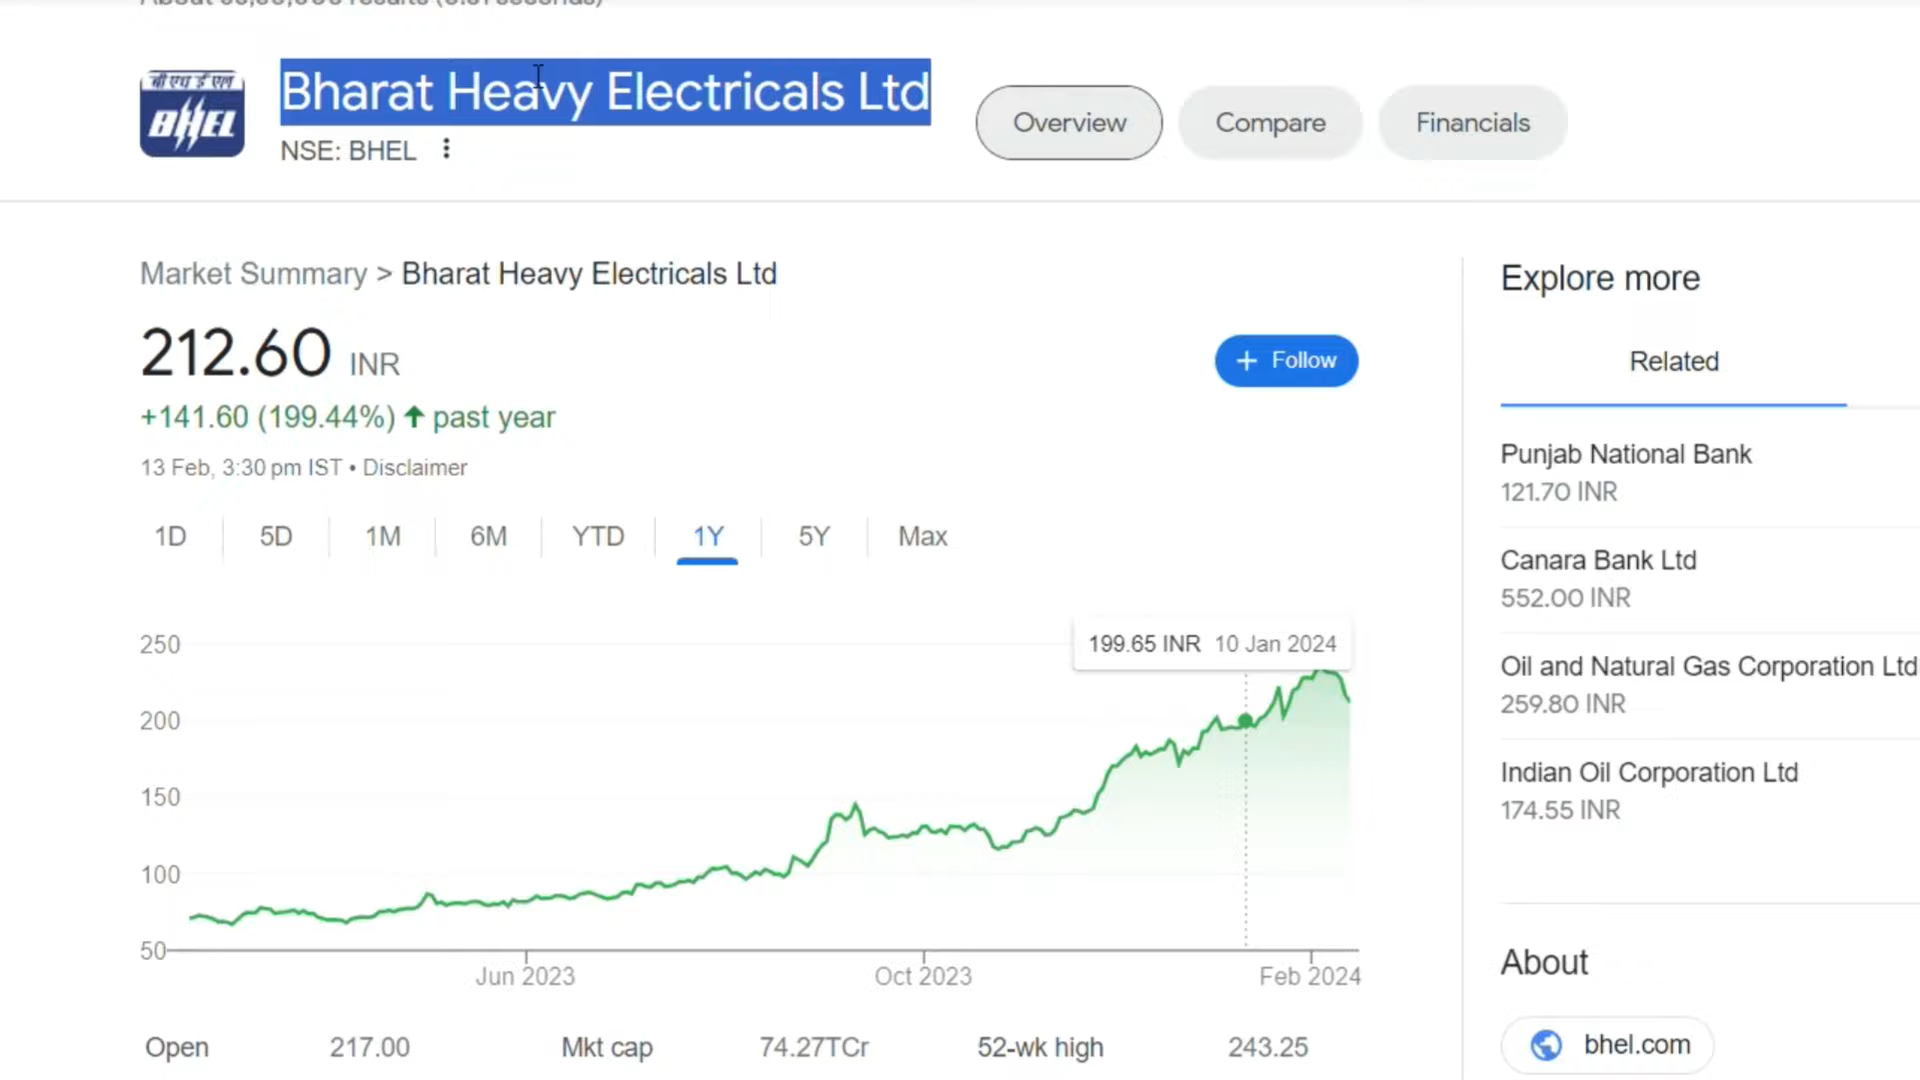 बी एच ई एल
BHEL
Bharat Heavy Electricals Ltd
NSE: BHEL
Overview
Compare
Financials
Market Summary > Bharat Heavy Electricals Ltd
212.60 INR
+ Follow
+141.60 (199.44%) ↑ past year
13 Feb, 3:30 pm IST • Disclaimer
1D 5D 1M 6M YTD 1Y 5Y Max
199.65 INR 10 Jan 2024
250
200
150
100
50
Jun 2023 Oct 2023 Feb 2024
Open 217.00 Mkt cap 74.27TCr 52-wk high 243.25
Explore more
Related
Punjab National Bank
121.70 INR
Canara Bank Ltd
552.00 INR
Oil and Natural Gas Corporation Ltd
259.80 INR
Indian Oil Corporation Ltd
174.55 INR
About
bhel.com